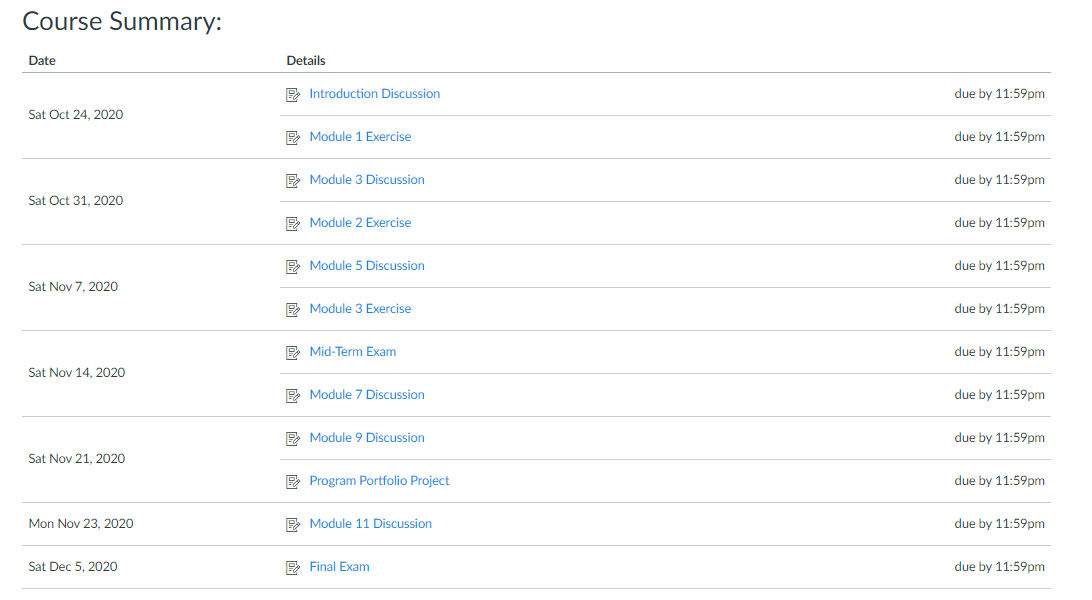 Course Summary:
Date Details
Sat Oct 24, 2020
Introduction Discussion due by 11:59pm
Module 1 Exercise due by 11:59pm
Sat Oct 31, 2020
Module 3 Discussion due by 11:59pm
Module 2 Exercise due by 11:59pm
Sat Nov 7, 2020
Module 5 Discussion due by 11:59pm
Module 3 Exercise due by 11:59pm
Sat Nov 14, 2020
Mid-Term Exam due by 11:59pm
Module 7 Discussion due by 11:59pm
Sat Nov 21, 2020
Module 9 Discussion due by 11:59pm
Program Portfolio Project due by 11:59pm
Mon Nov 23, 2020 Module 11 Discussion due by 11:59pm
Sat Dec 5, 2020 Final Exam due by 11:59pm